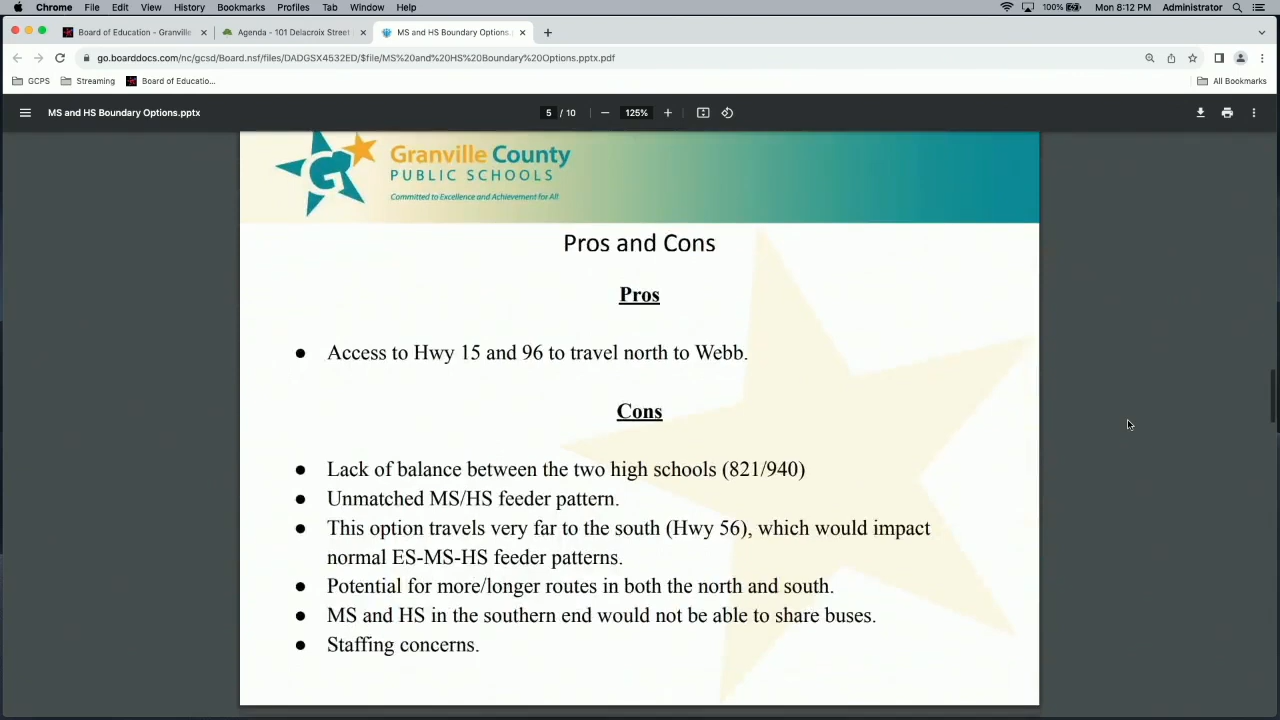 Chrome File Edit View History Bookmarks Profiles Tab Window Help 100% Mon 8:12 PM Administrator
Board of Education - Granville Agenda - 101 Delacroix Street MS and HS Boundary Options.
go.boarddocs.com/nc/gcsd/Board.nsf/files/DADGSX4532ED/$file/MS%20and%20HS%20Boundary%20Options.pptx.pdf
GCPS Streaming Board of Educatio... All Bookmarks
MS and HS Boundary Options.pptx 5 / 10 125%
G
Granville County
PUBLIC SCHOOLS
Committed to Excellence and Achievement for All
Pros and Cons
Pros
● Access to Hwy 15 and 96 to travel north to Webb.
Cons
● Lack of balance between the two high schools (821/940)
● Unmatched MS/HS feeder pattern.
● This option travels very far to the south (Hwy 56), which would impact
normal ES-MS-HS feeder patterns.
● Potential for more/longer routes in both the north and south.
● MS and HS in the southern end would not be able to share buses.
● Staffing concerns.